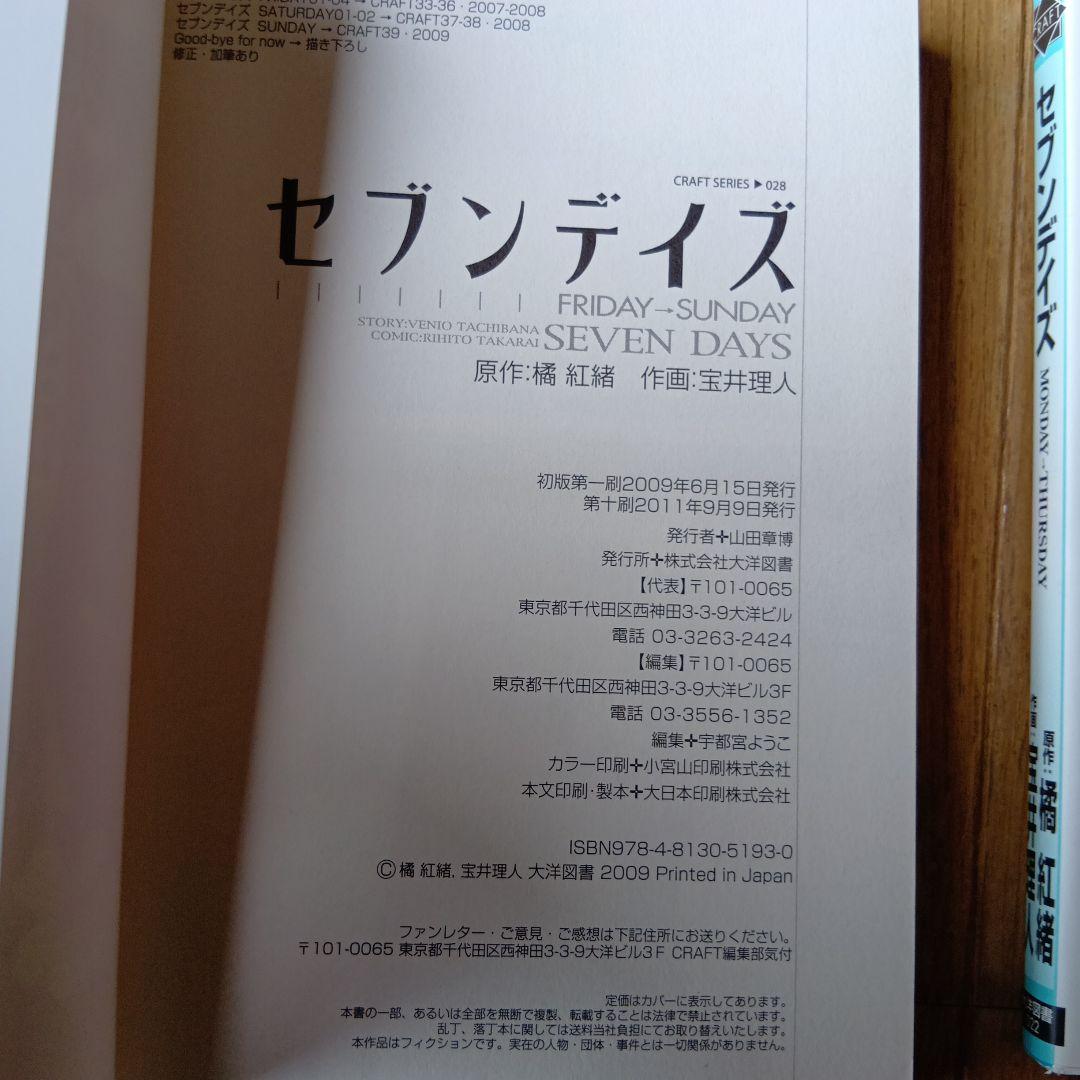 → CRAFT33-36・2007-2008
セブンデイズ SATURDAY01-02 → CRAFT37-38・2008
セブンデイズ SUNDAY → CRAFT39・2009
Good-bye for now → 描き下ろし
修正・加筆あり
CRAFT SERIES ▶ 028
セブンデイズ
FRIDAY→SUNDAY
STORY:VENIO TACHIBANA
COMIC:RIHITO TAKARAI
SEVEN DAYS
原作:橘 紅緒 作画:宝井理人
初版第一刷2009年6月15日発行
第十刷2011年9月9日発行
発行者✚山田章博
発行所✚株式会社大洋図書
【代表】〒101-0065
東京都千代田区西神田3-3-9大洋ビル
電話 03-3263-2424
【編集】〒101-0065
東京都千代田区西神田3-3-9大洋ビル3F
電話 03-3556-1352
編集✚宇都宮ようこ
カラー印刷✚小宮山印刷株式会社
本文印刷・製本✚大日本印刷株式会社
ISBN978-4-8130-5193-0
Ⓒ 橘 紅緒, 宝井理人 大洋図書 2009 Printed in Japan
ファンレター・ご意見・ご感想は下記住所にお送りください。
〒101-0065 東京都千代田区西神田3-3-9大洋ビル3F CRAFT編集部気付
定価はカバーに表示してあります。
本書の一部、あるいは全部を無断で複製、転載することは法律で禁止されています。
乱丁、落丁本に関しては送料当社負担にてお取り替えいたします。
本作品はフィクションです。実在の人物・団体・事件とは一切関係がありません。
CRAFT
セブンデイズ
MONDAY→THURSDAY
原作:橘 紅緒
作画:宝井理人